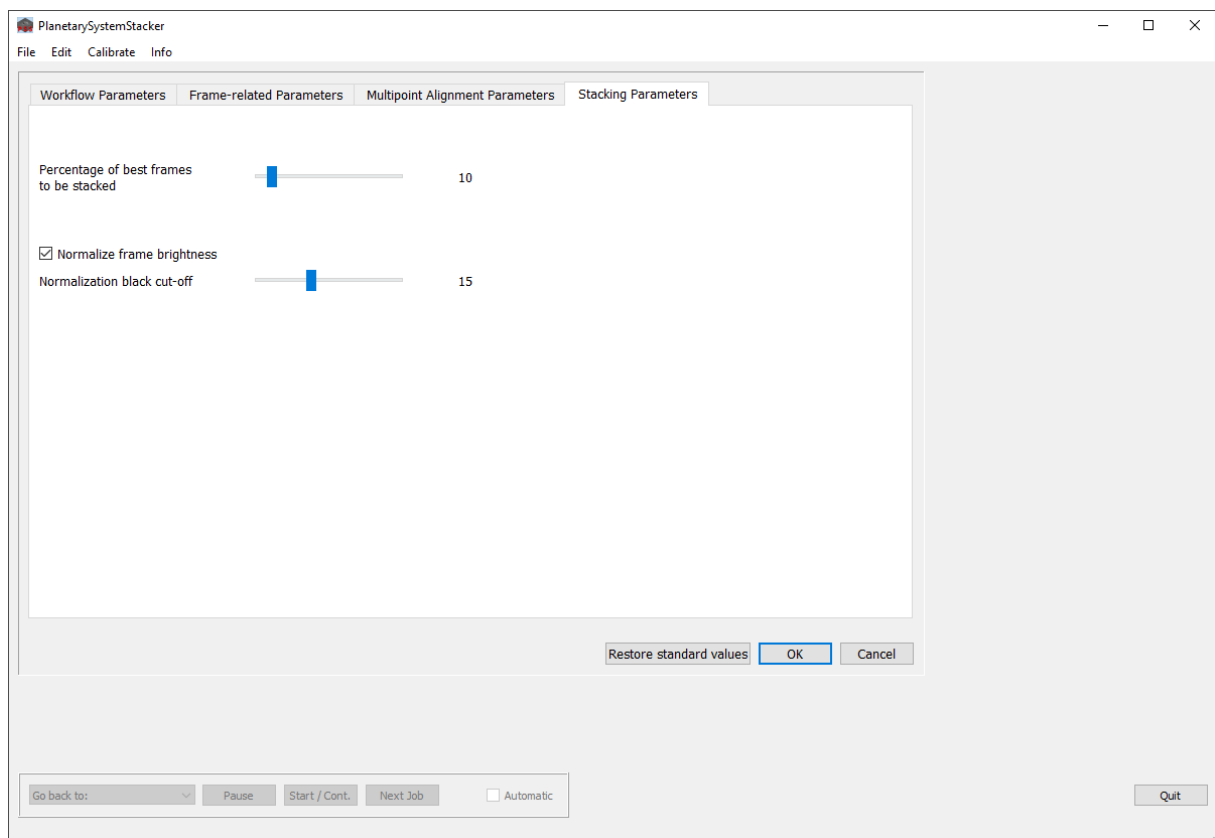 PlanetarySystemStacker
File Edit Calibrate Info
Workflow Parameters Frame-related Parameters Multipoint Alignment Parameters Stacking Parameters
Percentage of best frames
to be stacked 10
Normalize frame brightness
Normalization black cut-off 15
Restore standard values OK Cancel
Go back to: Pause Start / Cont. Next Job Automatic Quit